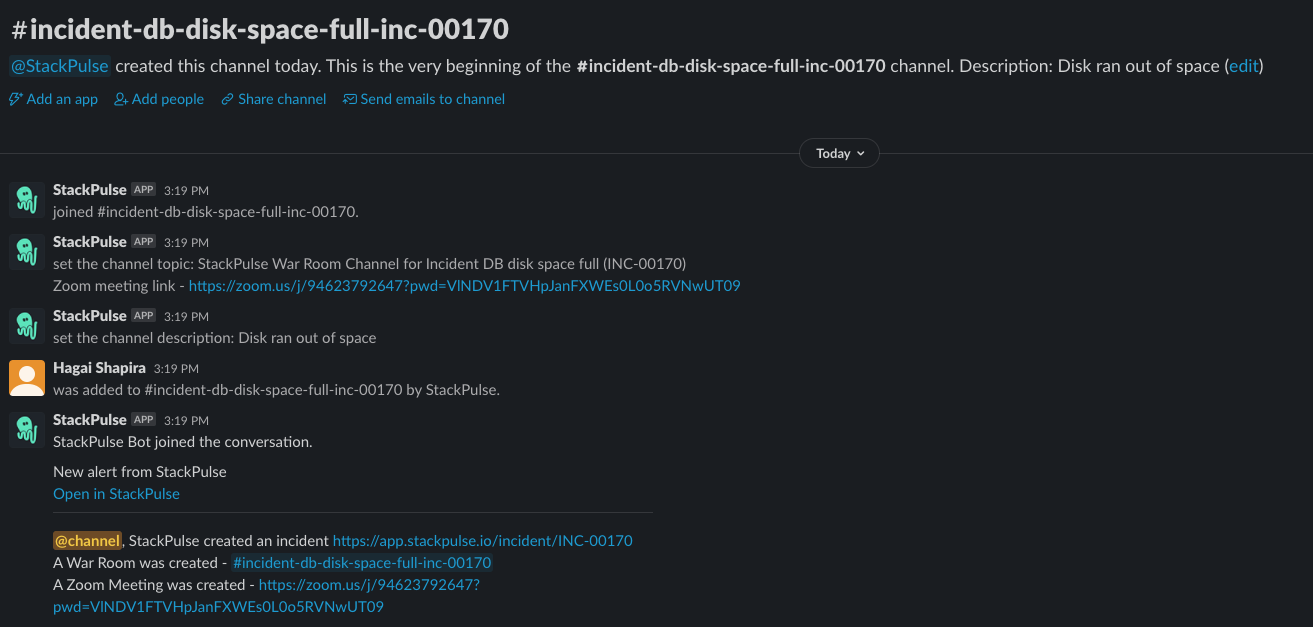 #incident-db-disk-space-full-inc-00170
@StackPulse created this channel today. This is the very beginning of the #incident-db-disk-space-full-inc-00170 channel. Description: Disk ran out of space (edit)
Add an app Add people Share channel Send emails to channel
Today
StackPulse APP 3:19 PM
joined #incident-db-disk-space-full-inc-00170.
StackPulse APP 3:19 PM
set the channel topic: StackPulse War Room Channel for Incident DB disk space full (INC-00170)
Zoom meeting link - https://zoom.us/j/94623792647?pwd=VlNDV1FTVHpJanFXWEs0L0o5RVNwUT09
StackPulse APP 3:19 PM
set the channel description: Disk ran out of space
Hagai Shapira 3:19 PM
was added to #incident-db-disk-space-full-inc-00170 by StackPulse.
StackPulse APP 3:19 PM
StackPulse Bot joined the conversation.
New alert from StackPulse
Open in StackPulse
@channel, StackPulse created an incident https://app.stackpulse.io/incident/INC-00170
A War Room was created - #incident-db-disk-space-full-inc-00170
A Zoom Meeting was created - https://zoom.us/j/94623792647?
pwd=VlNDV1FTVHpJanFXWEs0L0o5RVNwUT09